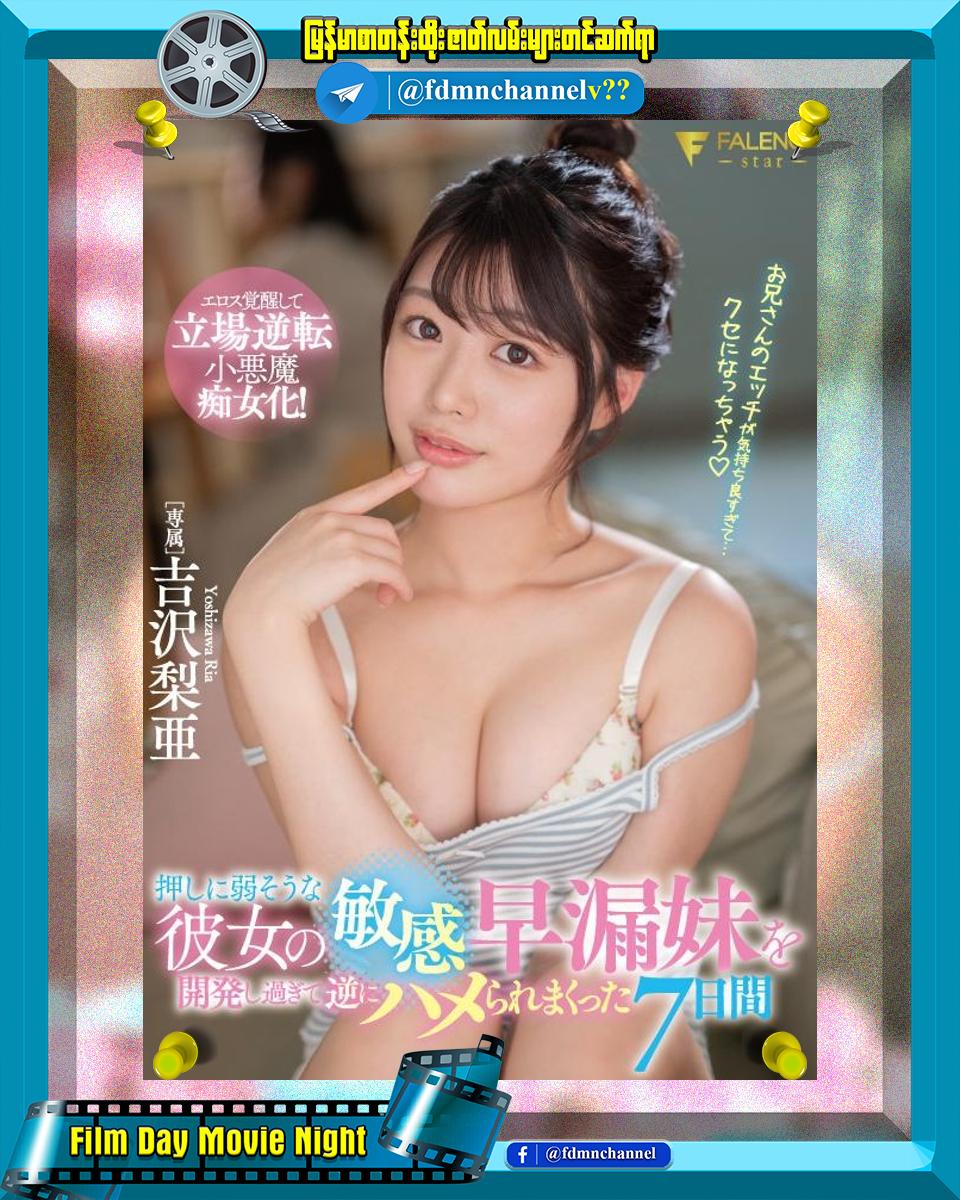 မြန်မာစာတန်းထိုးဇာတ်လမ်းများတင်ဆက်ရာ
@fdmnchannelv??
FALENO
star
エロス覚醒して
立場逆転
小悪魔
痴女化!
お兄さんのエッチが気持ち良すぎて…
クセになっちゃう♡
[専属]吉沢梨亜
Yoshizawa Ria
押しに弱そうな
彼女の敏感早漏妹を
開発し過ぎて逆にハメられまくった7日間
Film Day Movie Night
@fdmnchannel